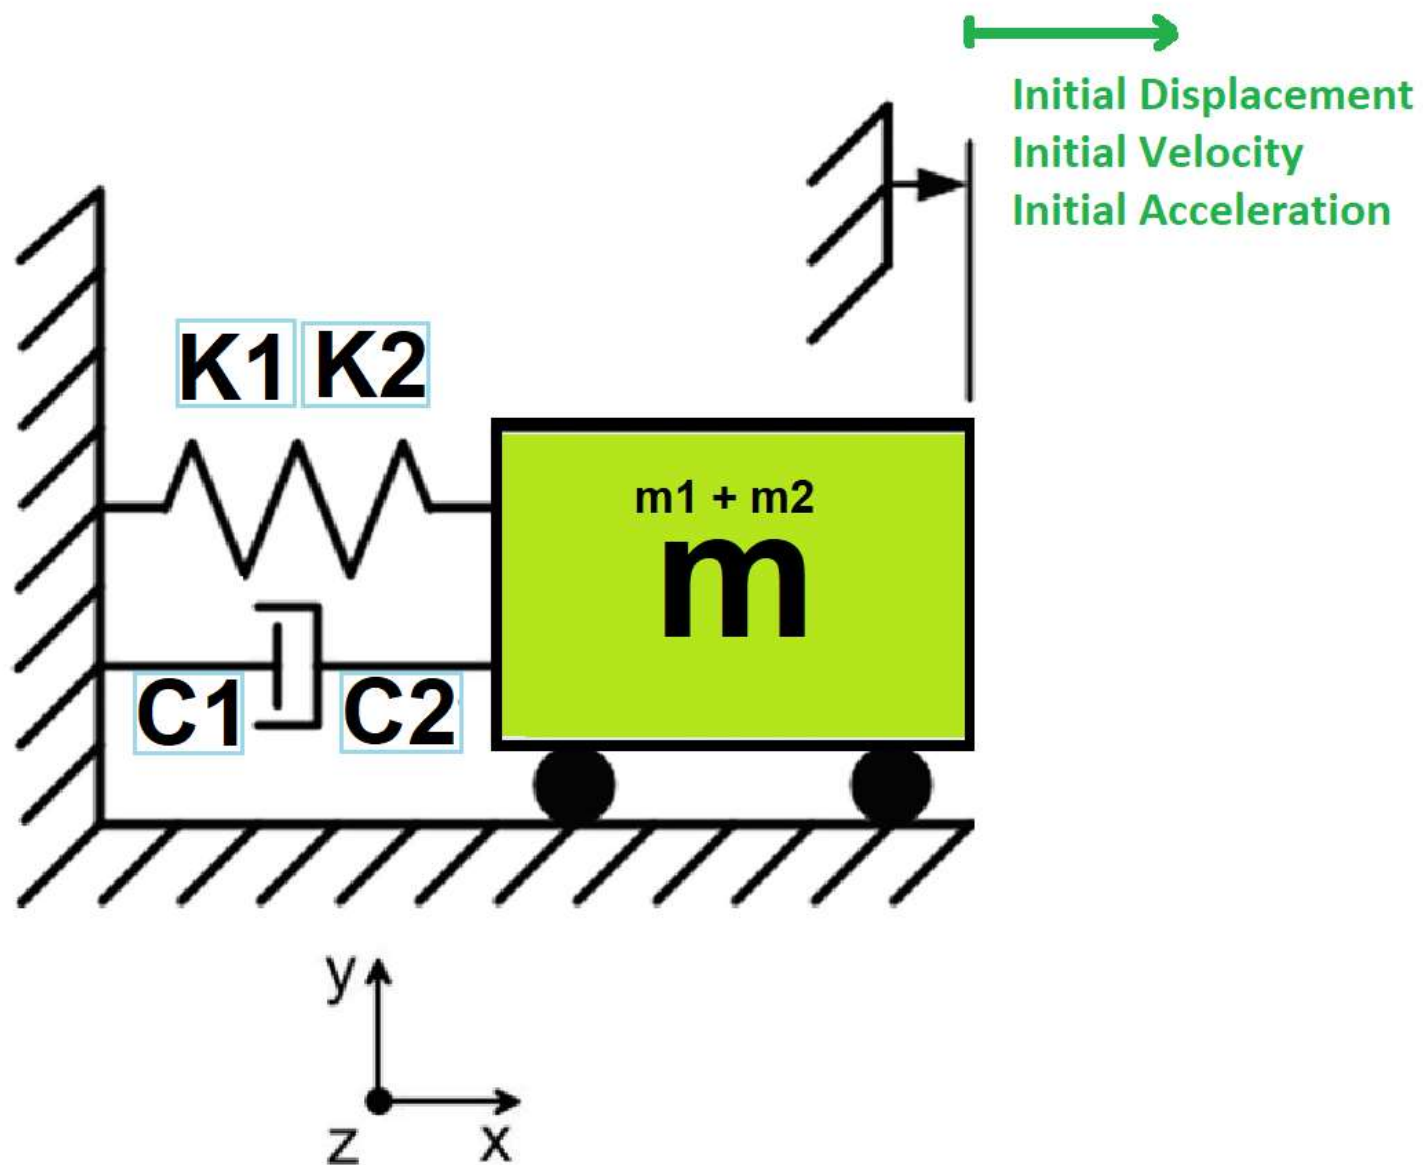 Initial Displacement
Initial Velocity
Initial Acceleration
K1 K2
m1 + m2
m
C1 C2
y
z x